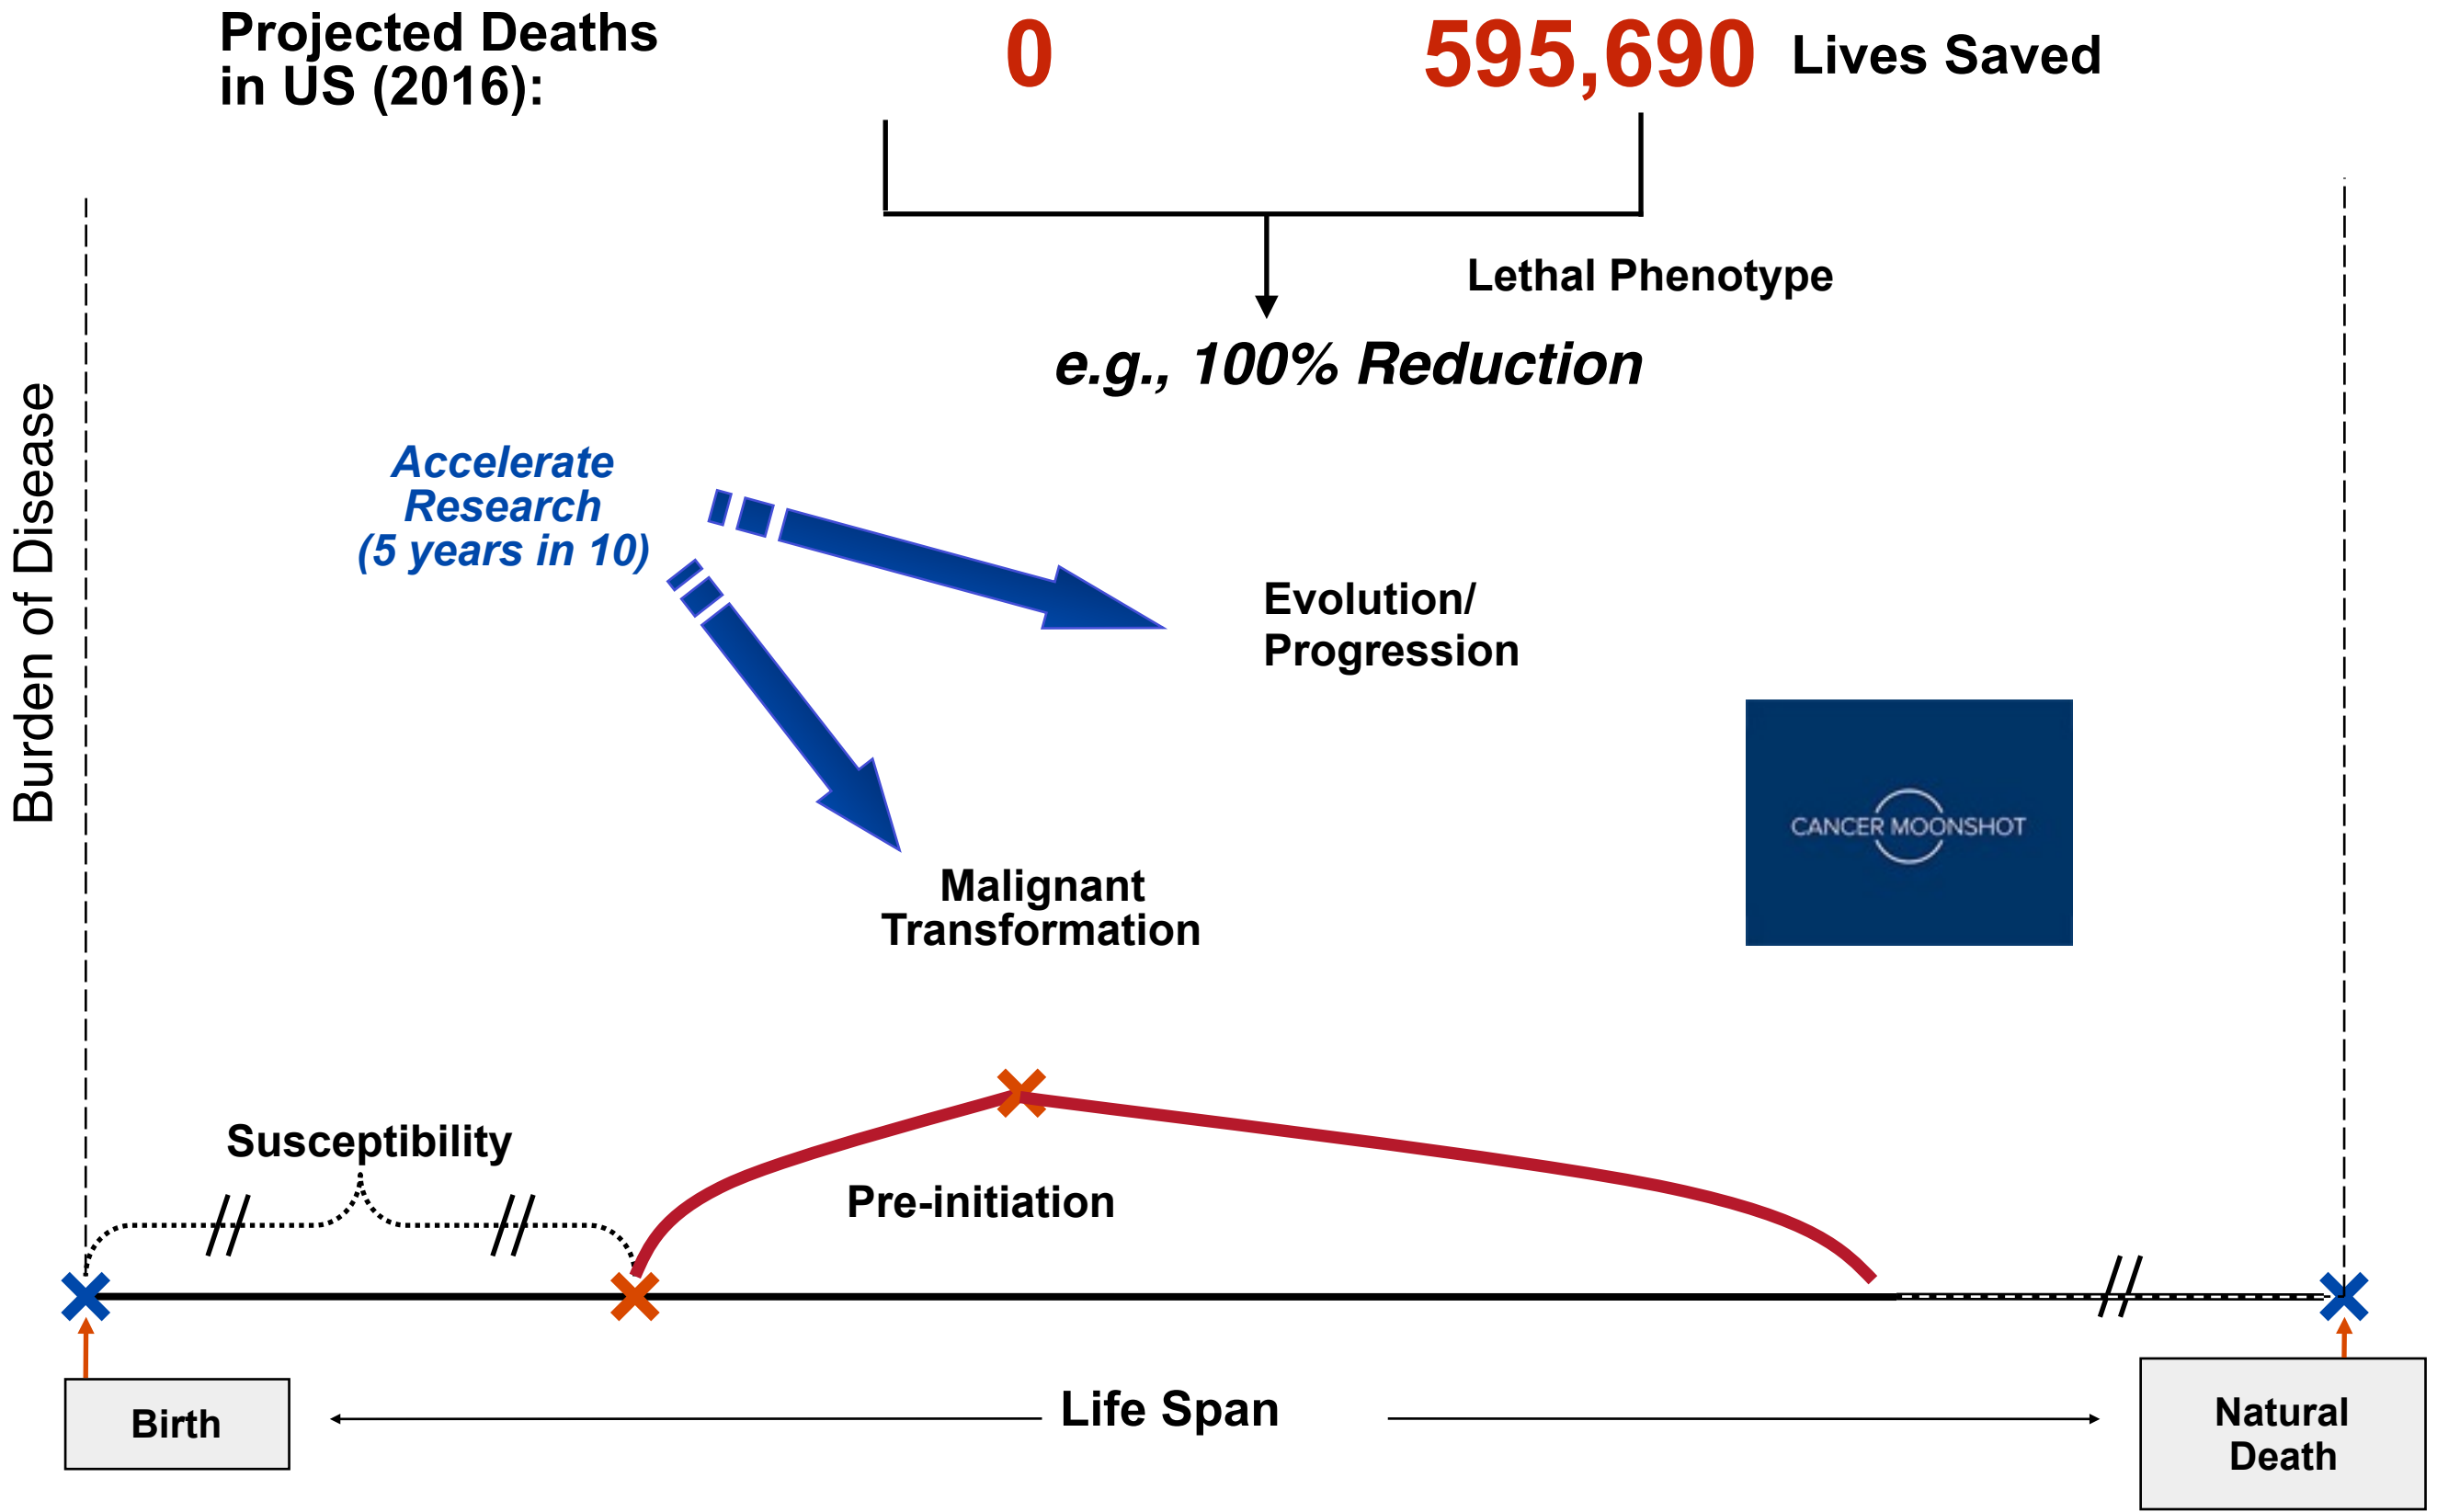 Projected Deaths
in US (2016):
0
595,690 Lives Saved
Lethal Phenotype
e.g., 100% Reduction
Burden of Disease
Accelerate
Research
(5 years in 10)
Evolution/
Progression
CANCER MOONSHOT
Malignant
Transformation
Susceptibility
Pre-initiation
Birth
Life Span
Natural
Death